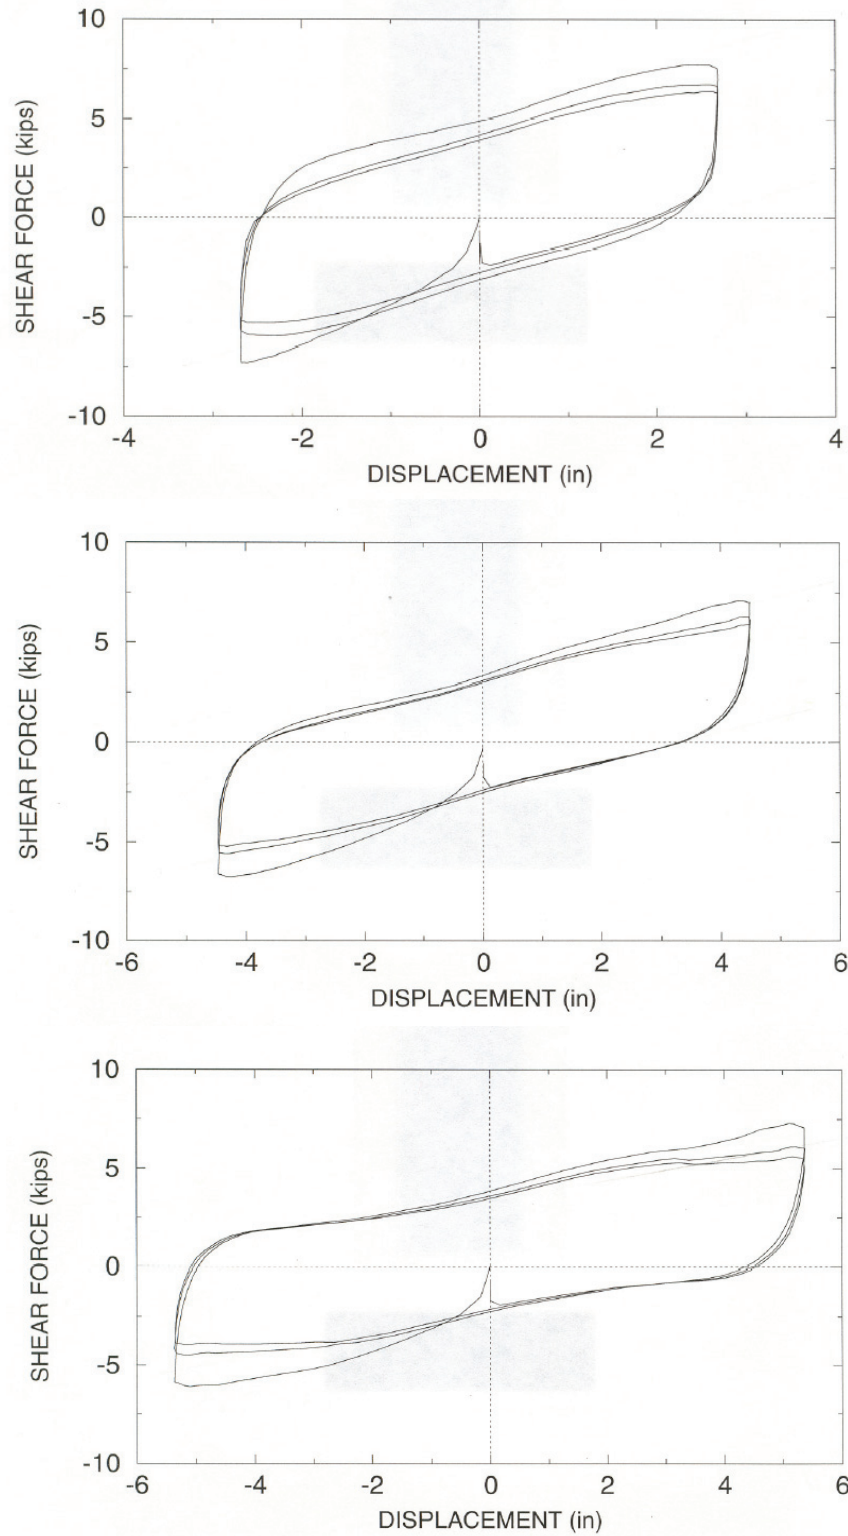 10
5
0
-5
-10
SHEAR FORCE (kips)
-4 -2 0 2 4
DISPLACEMENT (in)
10
5
0
-5
-10
SHEAR FORCE (kips)
-6 -4 -2 0 2 4 6
DISPLACEMENT (in)
10
5
0
-5
-10
SHEAR FORCE (kips)
-6 -4 -2 0 2 4 6
DISPLACEMENT (in)